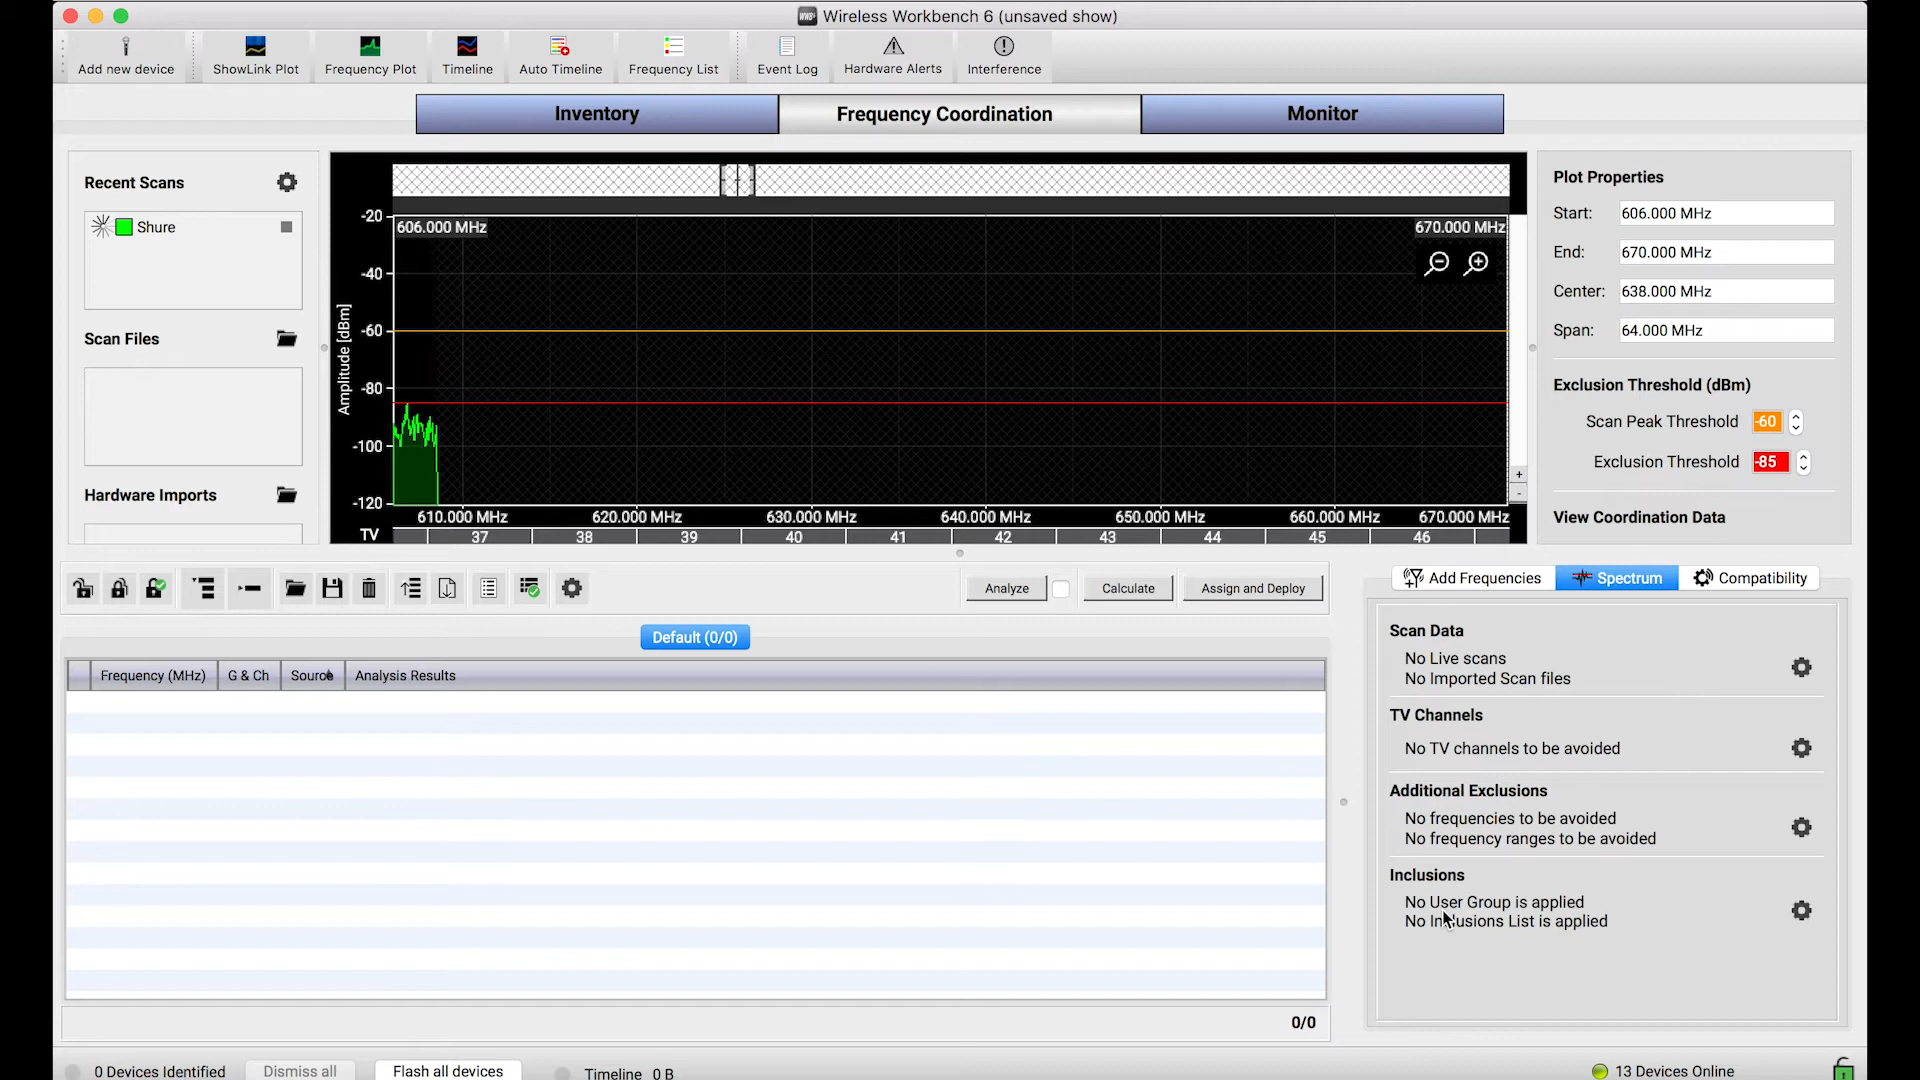 Wireless Workbench 6 (unsaved show)
Add new device
ShowLink Plot
Frequency Plot
Timeline
Auto Timeline
Frequency List
Event Log
Hardware Alerts
Interference
Inventory
Frequency Coordination
Monitor
Recent Scans
Shure
Scan Files
Hardware Imports
Amplitude [dBm]
-20
-40
-60
-80
-100
-120
606.000 MHz
670.000 MHz
610.000 MHz
620.000 MHz
630.000 MHz
640.000 MHz
650.000 MHz
660.000 MHz
670.000 MHz
TV
37
38
39
40
41
42
43
44
45
46
+
-
Plot Properties
Start: 606.000 MHz
End: 670.000 MHz
Center: 638.000 MHz
Span: 64.000 MHz
Exclusion Threshold (dBm)
Scan Peak Threshold -60
Exclusion Threshold -85
View Coordination Data
Analyze
Calculate
Assign and Deploy
Default (0/0)
Frequency (MHz)
G & Ch
Source
Analysis Results
0/0
Add Frequencies
Spectrum
Compatibility
Scan Data
No Live scans
No Imported Scan files
TV Channels
No TV channels to be avoided
Additional Exclusions
No frequencies to be avoided
No frequency ranges to be avoided
Inclusions
No User Group is applied
No Inclusions List is applied
0 Devices Identified
Dismiss all
Flash all devices
Timeline 0 B
13 Devices Online